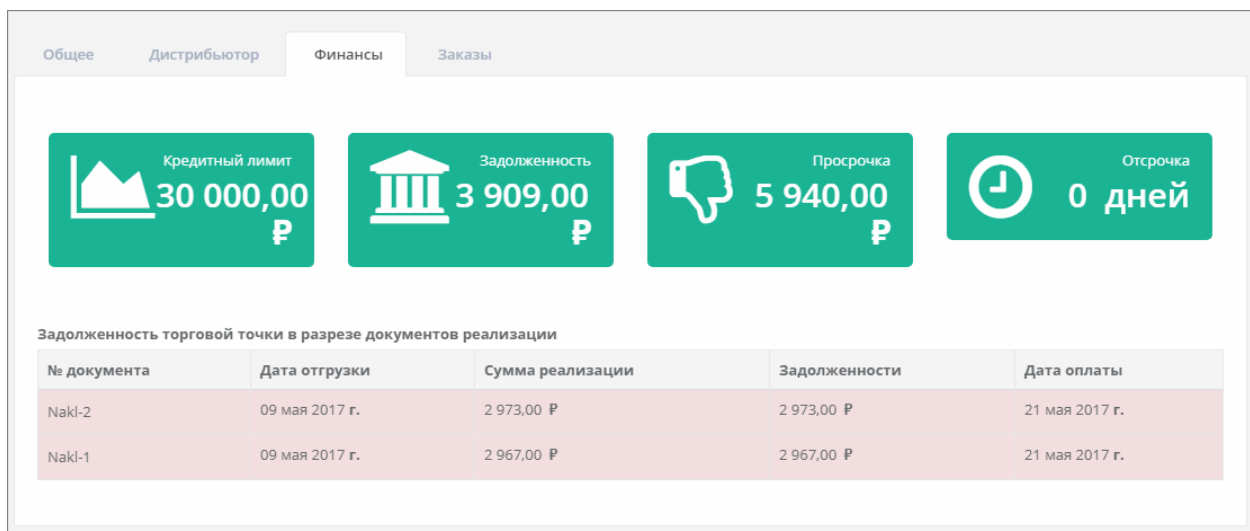 Общее Дистрибьютор Финансы Заказы
Кредитный лимит
30 000,00
₽
Задолженность
3 909,00
₽
Просрочка
5 940,00
₽
Отсрочка
0 дней
Задолженность торговой точки в разрезе документов реализации
№ документа Дата отгрузки Сумма реализации Задолженности Дата оплаты
Nakl-2 09 мая 2017 г. 2 973,00 ₽ 2 973,00 ₽ 21 мая 2017 г.
Nakl-1 09 мая 2017 г. 2 967,00 ₽ 2 967,00 ₽ 21 мая 2017 г.